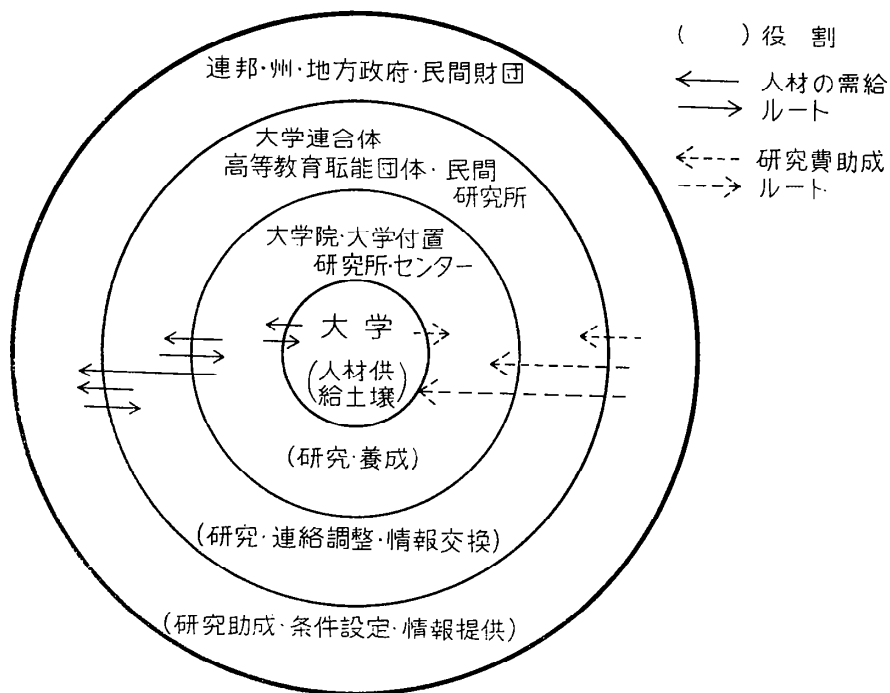 連邦・州・地方政府・民間財団
大学連合体
高等教育転能団体・民間
研究所
大学院・大学付置
研究所・センター
大学
(人材供
給土壌)
(研究・養成)
(研究・連絡調整・情報交換)
(研究助成・条件設定・情報提供)
(　　)役　割
人材の需給
ルート
研究費助成
ルート